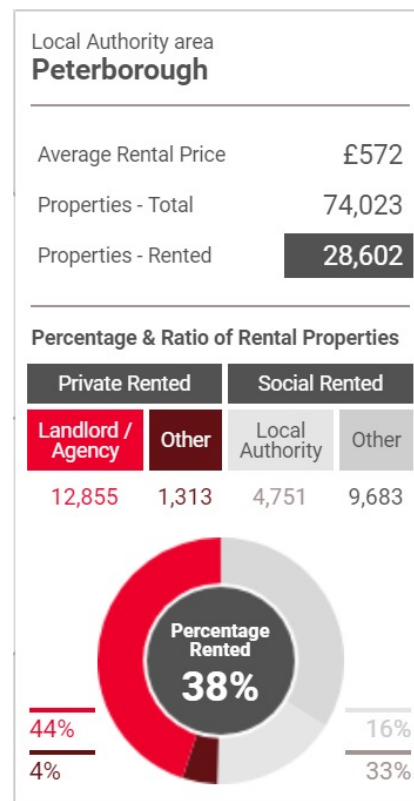 Local Authority area
Peterborough
Average Rental Price £572
Properties - Total 74,023
Properties - Rented 28,602
Percentage & Ratio of Rental Properties
Private Rented Social Rented
Landlord / Agency Other Local Authority Other
12,855 1,313 4,751 9,683
Percentage
Rented
38%
44% 16%
4% 33%